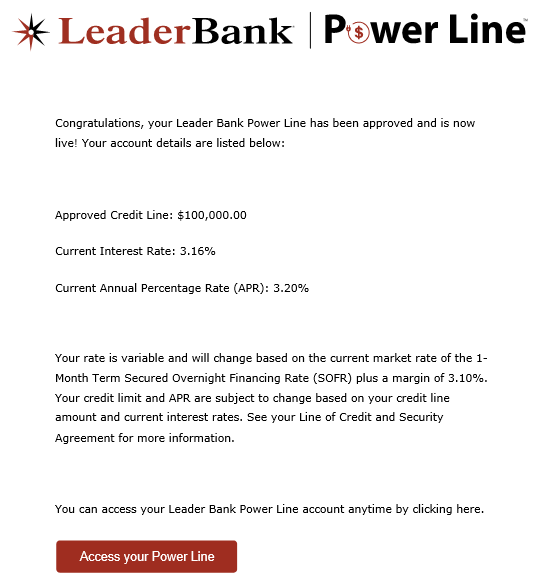 LeaderBank | Power Line™
Congratulations, your Leader Bank Power Line has been approved and is now
live! Your account details are listed below:
Approved Credit Line: $100,000.00
Current Interest Rate: 3.16%
Current Annual Percentage Rate (APR): 3.20%
Your rate is variable and will change based on the current market rate of the 1-
Month Term Secured Overnight Financing Rate (SOFR) plus a margin of 3.10%.
Your credit limit and APR are subject to change based on your credit line
amount and current interest rates. See your Line of Credit and Security
Agreement for more information.
You can access your Leader Bank Power Line account anytime by clicking here.
Access your Power Line